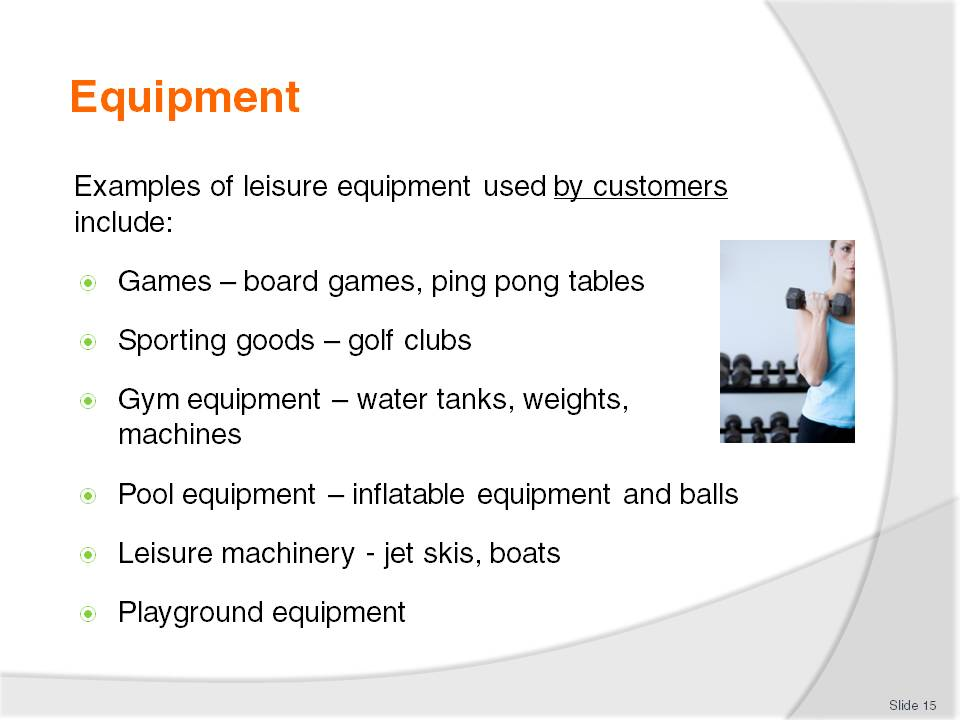 Equipment
Examples of leisure equipment used by customers
include:
Games – board games, ping pong tables
Sporting goods – golf clubs
Gym equipment – water tanks, weights,
machines
Pool equipment – inflatable equipment and balls
Leisure machinery - jet skis, boats
Playground equipment
Slide 15